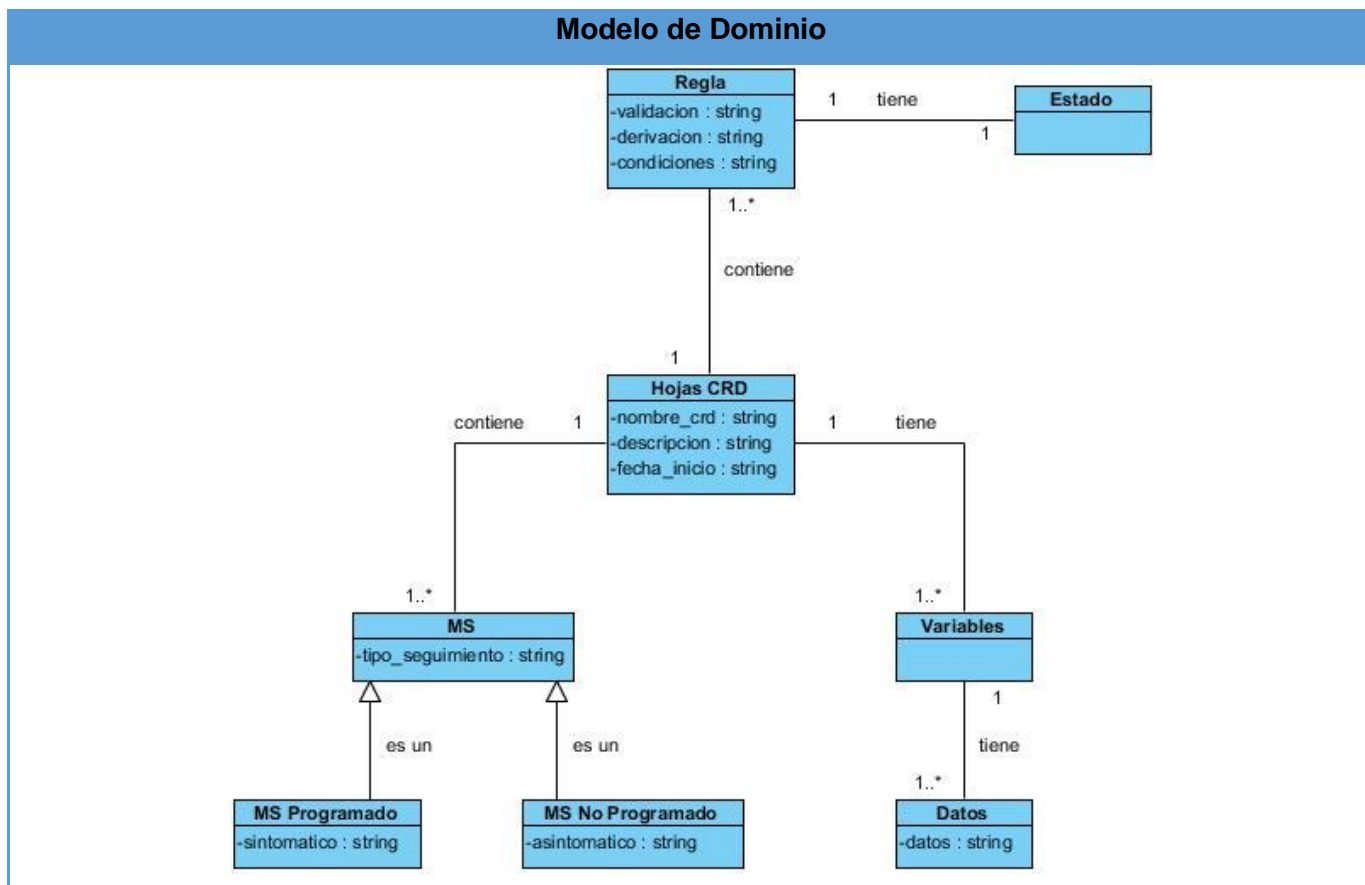 Modelo de Dominio
Regla
-validacion : string
-derivacion : string
-condiciones : string
1 tiene
1
Estado
1..*
contiene
1
Hojas CRD
-nombre_crd : string
-descripcion : string
-fecha_inicio : string
contiene 1
1 tiene
1..*
1..*
MS
-tipo_seguimiento : string
Variables
1
es un
es un
tiene
1..*
MS Programado
-sintomatico : string
MS No Programado
-asintomatico : string
Datos
-datos : string